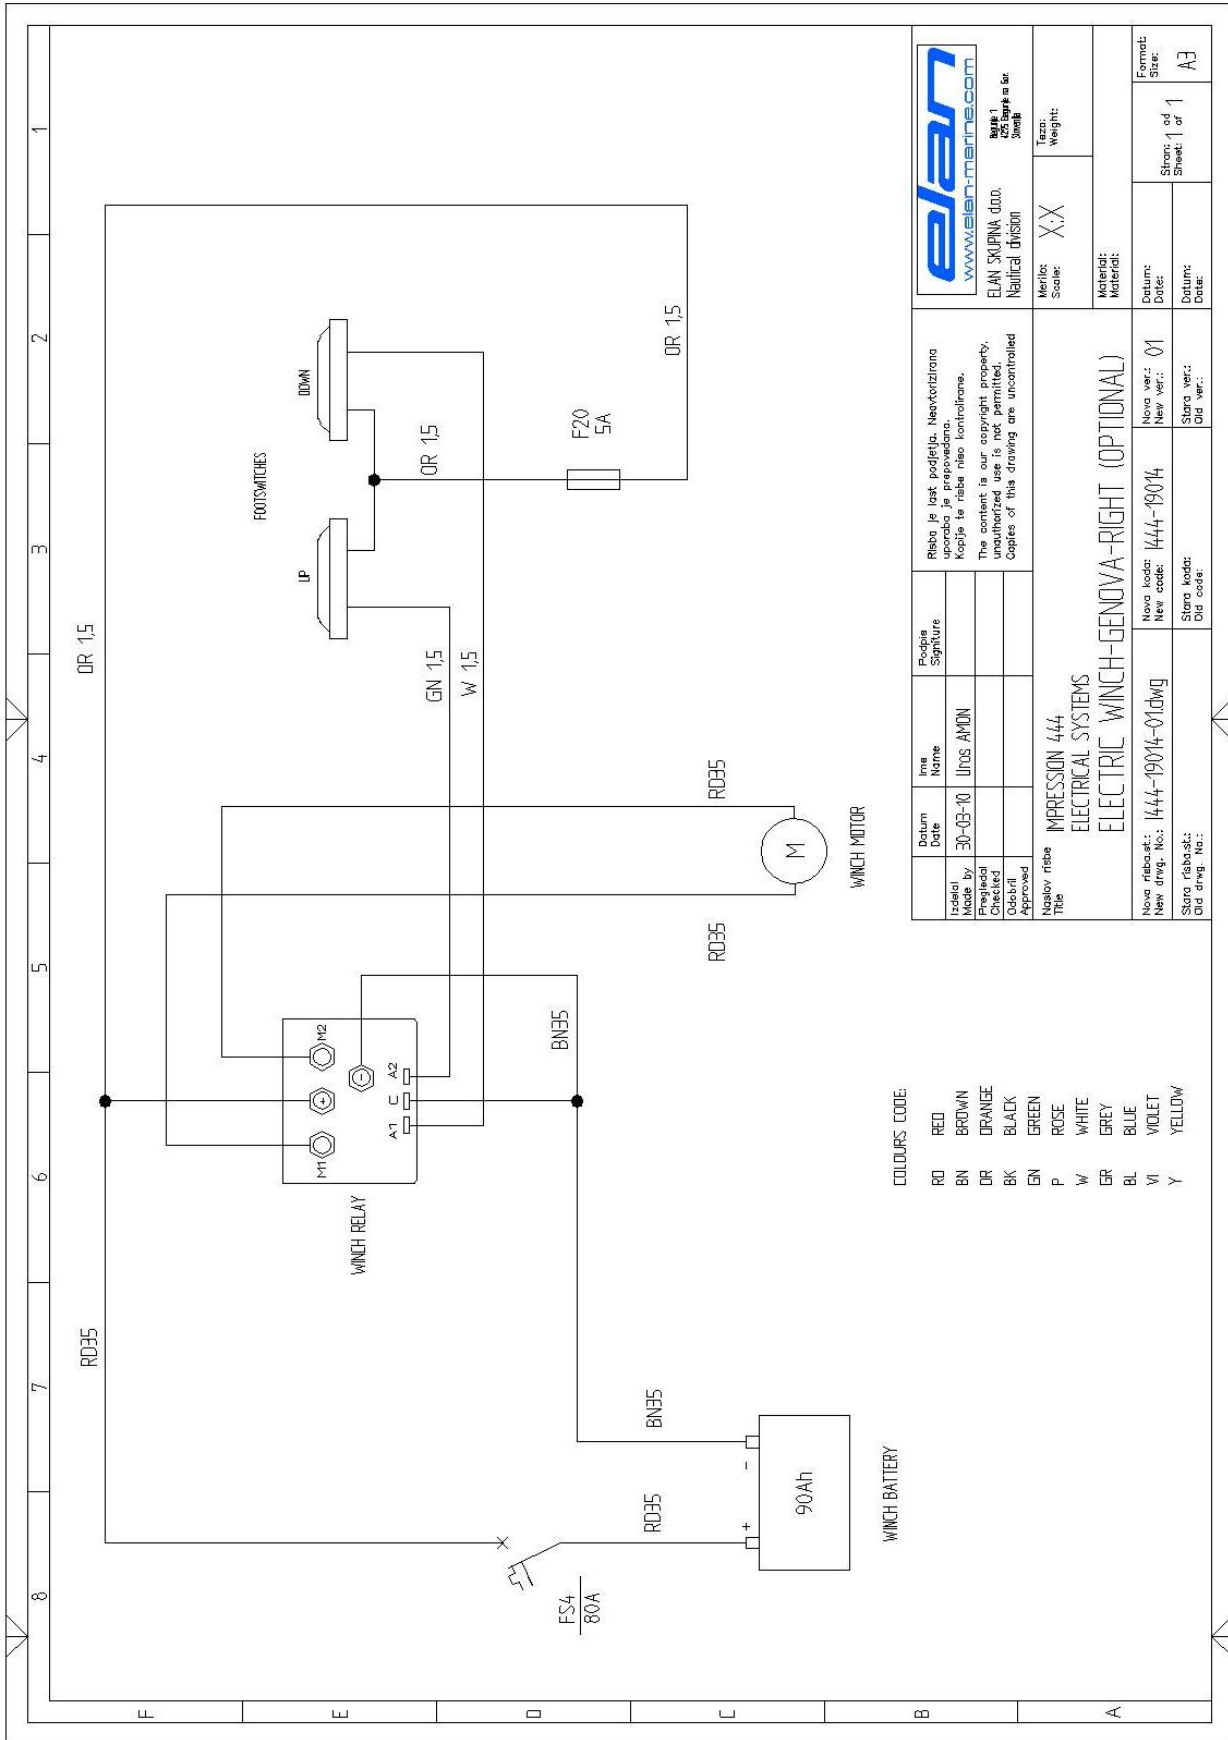 8
7
6
5
4
3
2
1
F
E
D
C
B
A
RD35
OR 1,5
FOOTSWITCHES
UP
DOWN
M1
+
M2
-
A1
C
A2
WINCH RELAY
GN 1,5
W 1,5
OR 1,5
F20
5A
OR 1,5
FS4
80A
RD35
BN35
BN35
RD35
RD35
M
WINCH MOTOR
+
-
90Ah
WINCH BATTERY
COLOURS CODE:
RD RED
BN BROWN
OR ORANGE
BK BLACK
GN GREEN
P ROSE
W WHITE
GR GREY
BL BLUE
VI VIOLET
Y YELLOW
Datum
Date
Ime
Name
Podpis
Signiture
Izdelal
Made by
30-03-10
Uros AMON
Pregledal
Checked
Odobril
Approved
Risba je last podjetja. Neavtorizirana
uporaba je prepovedana.
Kopije te risbe niso kontrolirane.
The content is our copyright property,
unauthorized use is not permitted.
Copies of this drawing are uncontrolled
elan
www.elan-marine.com
ELAN SKUPINA d.o.o.
Nautical division
Begunje 1
4275 Begunje na Gor.
Slovenija
Naslov risbe
Title
IMPRESSION 444
ELECTRICAL SYSTEMS
ELECTRIC WINCH-GENOVA-RIGHT (OPTIONAL)
Merilo:
Scale:
X:X
Teza:
Weight:
Material:
Material:
Nova risba.st.:
New drwg. No.: I444-19014-01.dwg
Nova koda:
New code: I444-19014
Nova ver.:
New ver.: 01
Datum:
Date:
Stran: 1 od 1
Sheet: 1 of 1
Format:
Size:
A3
Stara risba.st.:
Old drwg. No.:
Stara koda:
Old code:
Stara ver.:
Old ver.:
Datum:
Date: